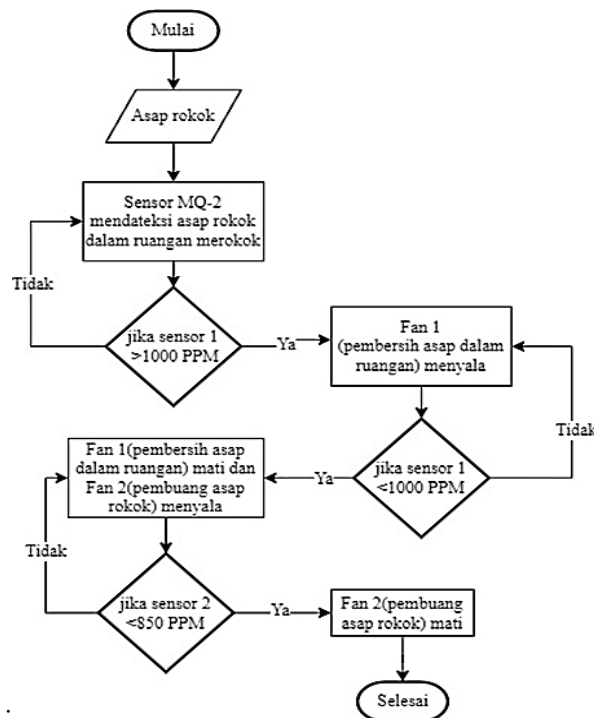 Mulai
Asap rokok
Sensor MQ-2
mendateksi asap rokok
dalam ruangan merokok
Tidak
jika sensor 1
>1000 PPM
Ya
Fan 1
(pembersih asap dalam
ruangan) menyala
Tidak
jika sensor 1
<1000 PPM
Ya
Fan 1(pembersih asap
dalam ruangan) mati dan
Fan 2(pembuang asap
rokok) menyala
Tidak
jika sensor 2
<850 PPM
Ya
Fan 2(pembuang
asap rokok) mati
Selesai
.